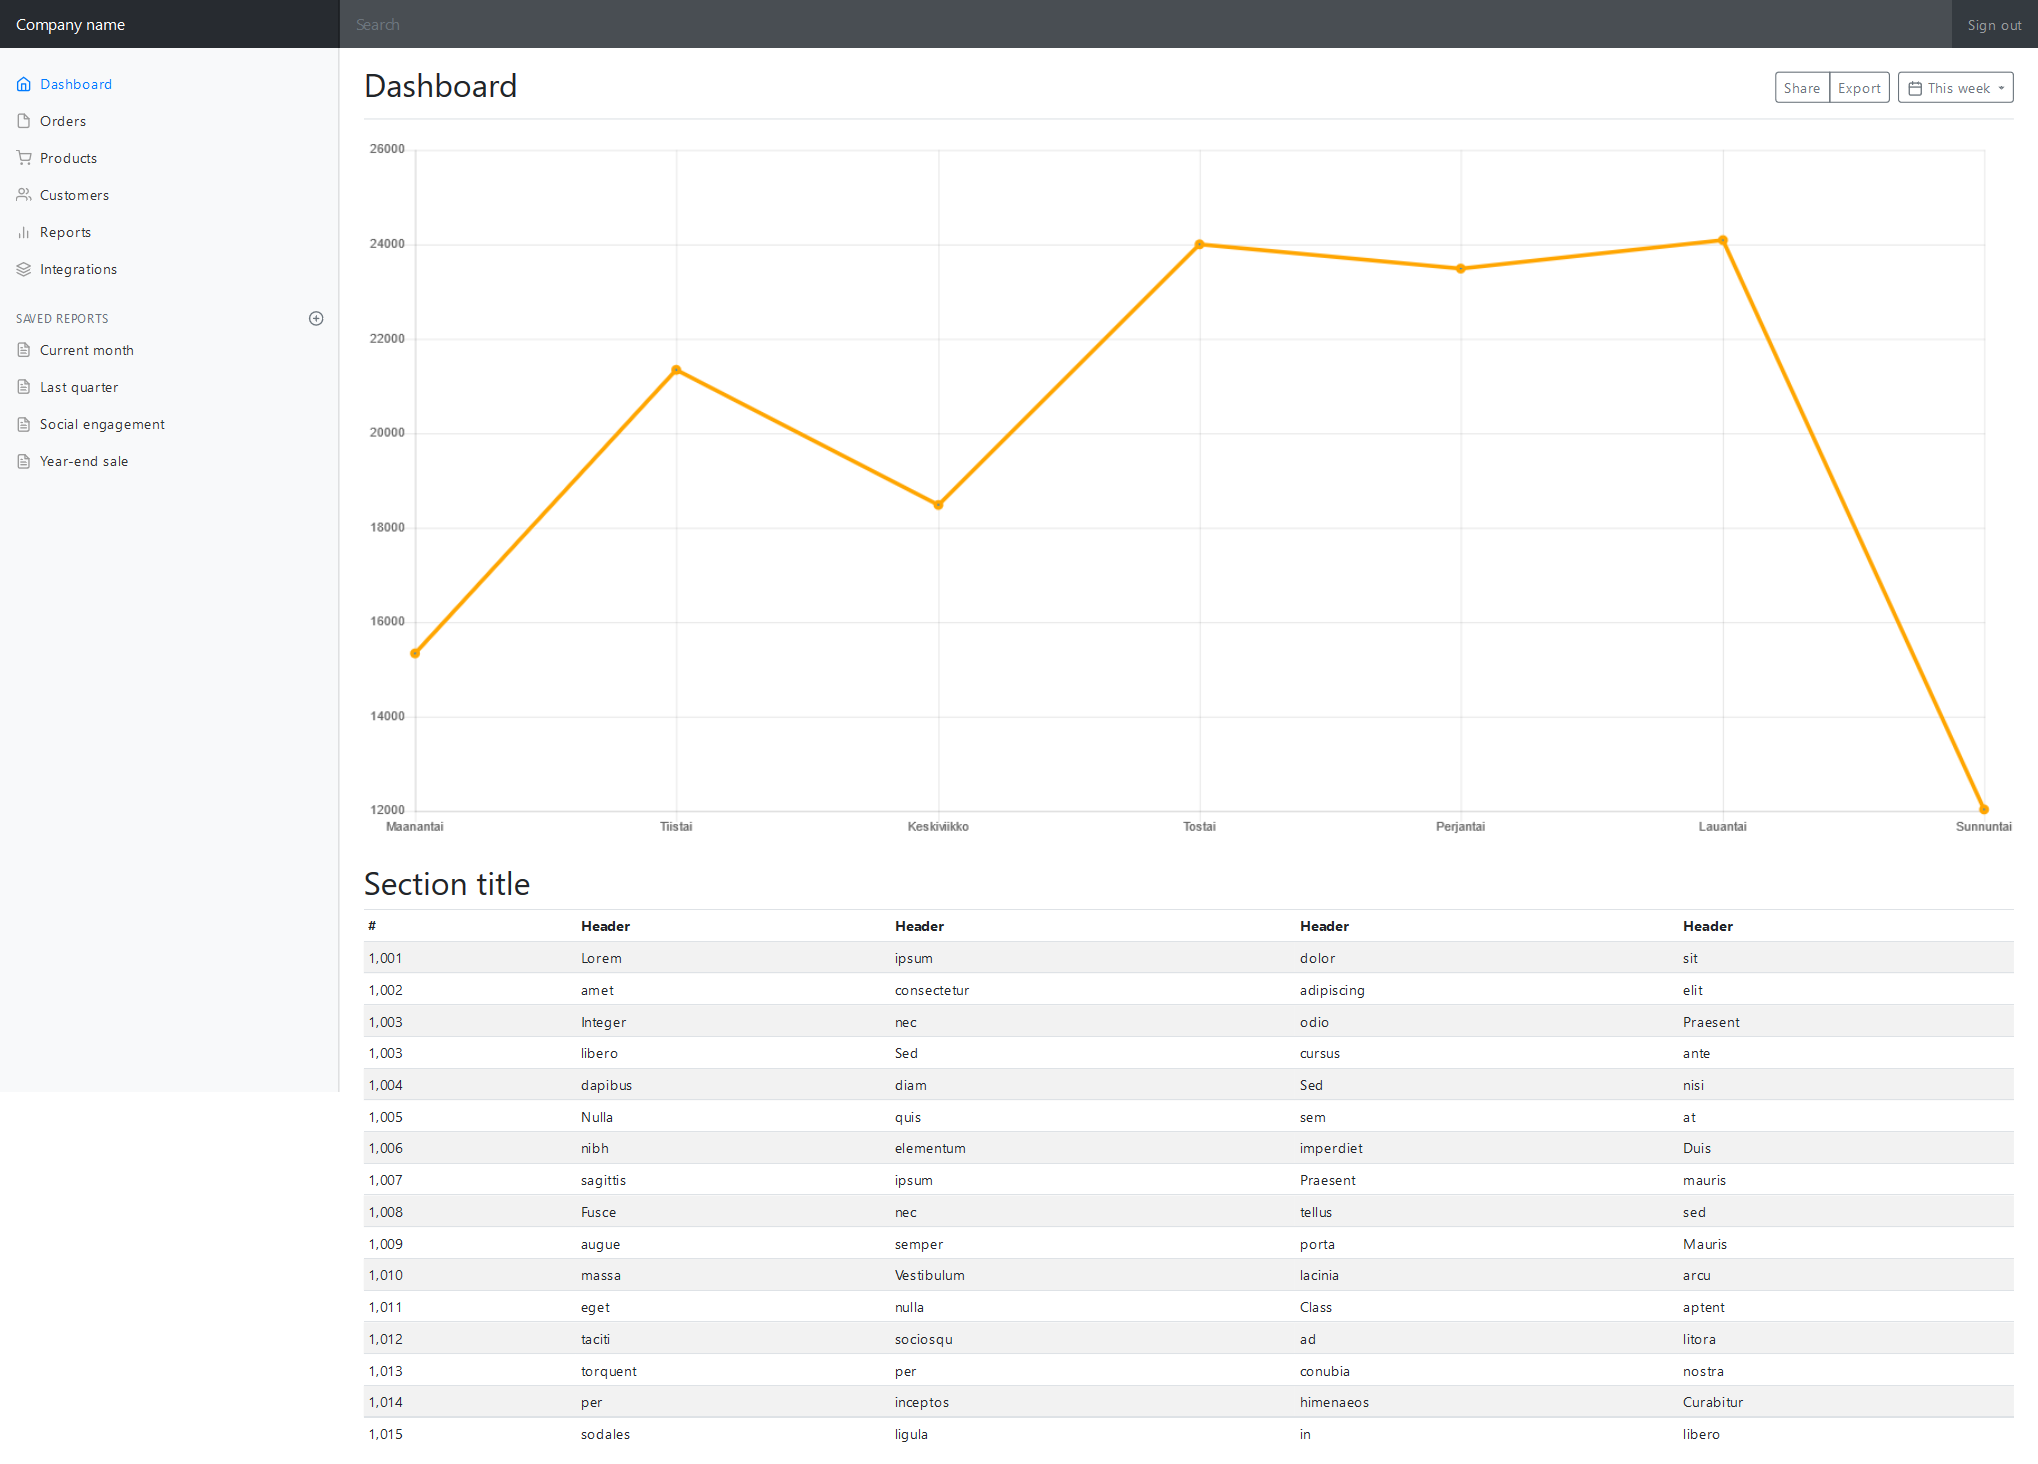 Company name
Search
Sign out
Dashboard
Orders
Products
Customers
Reports
Integrations
SAVED REPORTS
Current month
Last quarter
Social engagement
Year-end sale
Dashboard
Share Export This week
26000
24000
22000
20000
18000
16000
14000
12000
Maanantai Tiistai Keskiviikko Tostai Perjantai Lauantai Sunnuntai
Section title
# Header Header Header Header
1,001 Lorem ipsum dolor sit
1,002 amet consectetur adipiscing elit
1,003 Integer nec odio Praesent
1,003 libero Sed cursus ante
1,004 dapibus diam Sed nisi
1,005 Nulla quis sem at
1,006 nibh elementum imperdiet Duis
1,007 sagittis ipsum Praesent mauris
1,008 Fusce nec tellus sed
1,009 augue semper porta Mauris
1,010 massa Vestibulum lacinia arcu
1,011 eget nulla Class aptent
1,012 taciti sociosqu ad litora
1,013 torquent per conubia nostra
1,014 per inceptos himenaeos Curabitur
1,015 sodales ligula in libero